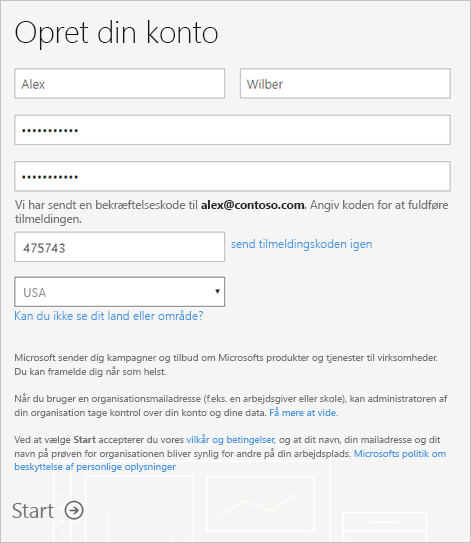 Opret din konto
Alex
Wilber
•••••••••••
•••••••••••
Vi har sendt en bekræftelseskode til alex@contoso.com. Angiv koden for at fuldføre
tilmeldingen.
475743
send tilmeldingskoden igen
USA
Kan du ikke se dit land eller område?
Microsoft sender dig kampagner og tilbud om Microsofts produkter og tjenester til virksomheder.
Du kan framelde dig når som helst.
Når du bruger en organisationsmailadresse (f.eks. en arbejdsgiver eller skole), kan administratoren af
din organisation tage kontrol over din konto og dine data. Få mere at vide.
Ved at vælge Start accepterer du vores vilkår og betingelser, og at dit navn, din mailadresse og dit
navn på prøven for organisationen bliver synlig for andre på din arbejdsplads. Microsofts politik om
beskyttelse af personlige oplysninger
Start